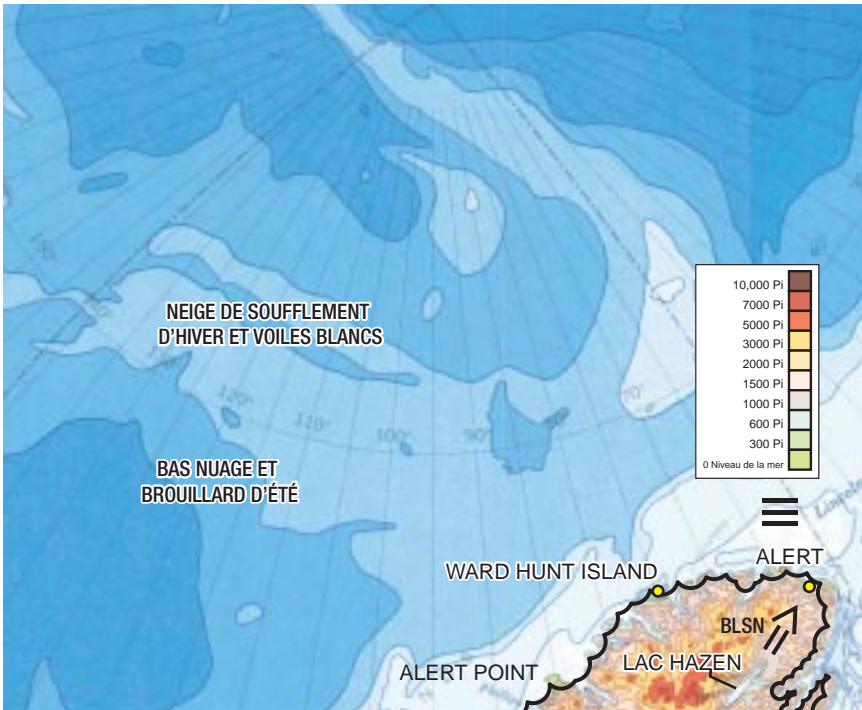 NEIGE DE SOUFFLEMENT
D'HIVER ET VOILES BLANCS
10,000 Pi
7000 Pi
5000 Pi
3000 Pi
2000 Pi
1500 Pi
1000 Pi
600 Pi
300 Pi
0 Niveau de la mer
120°
110°
100°
90°
70°
BAS NUAGE ET
BROUILLARD D'ÉTÉ
WARD HUNT ISLAND
ALERT
BLSN
LAC HAZEN
ALERT POINT